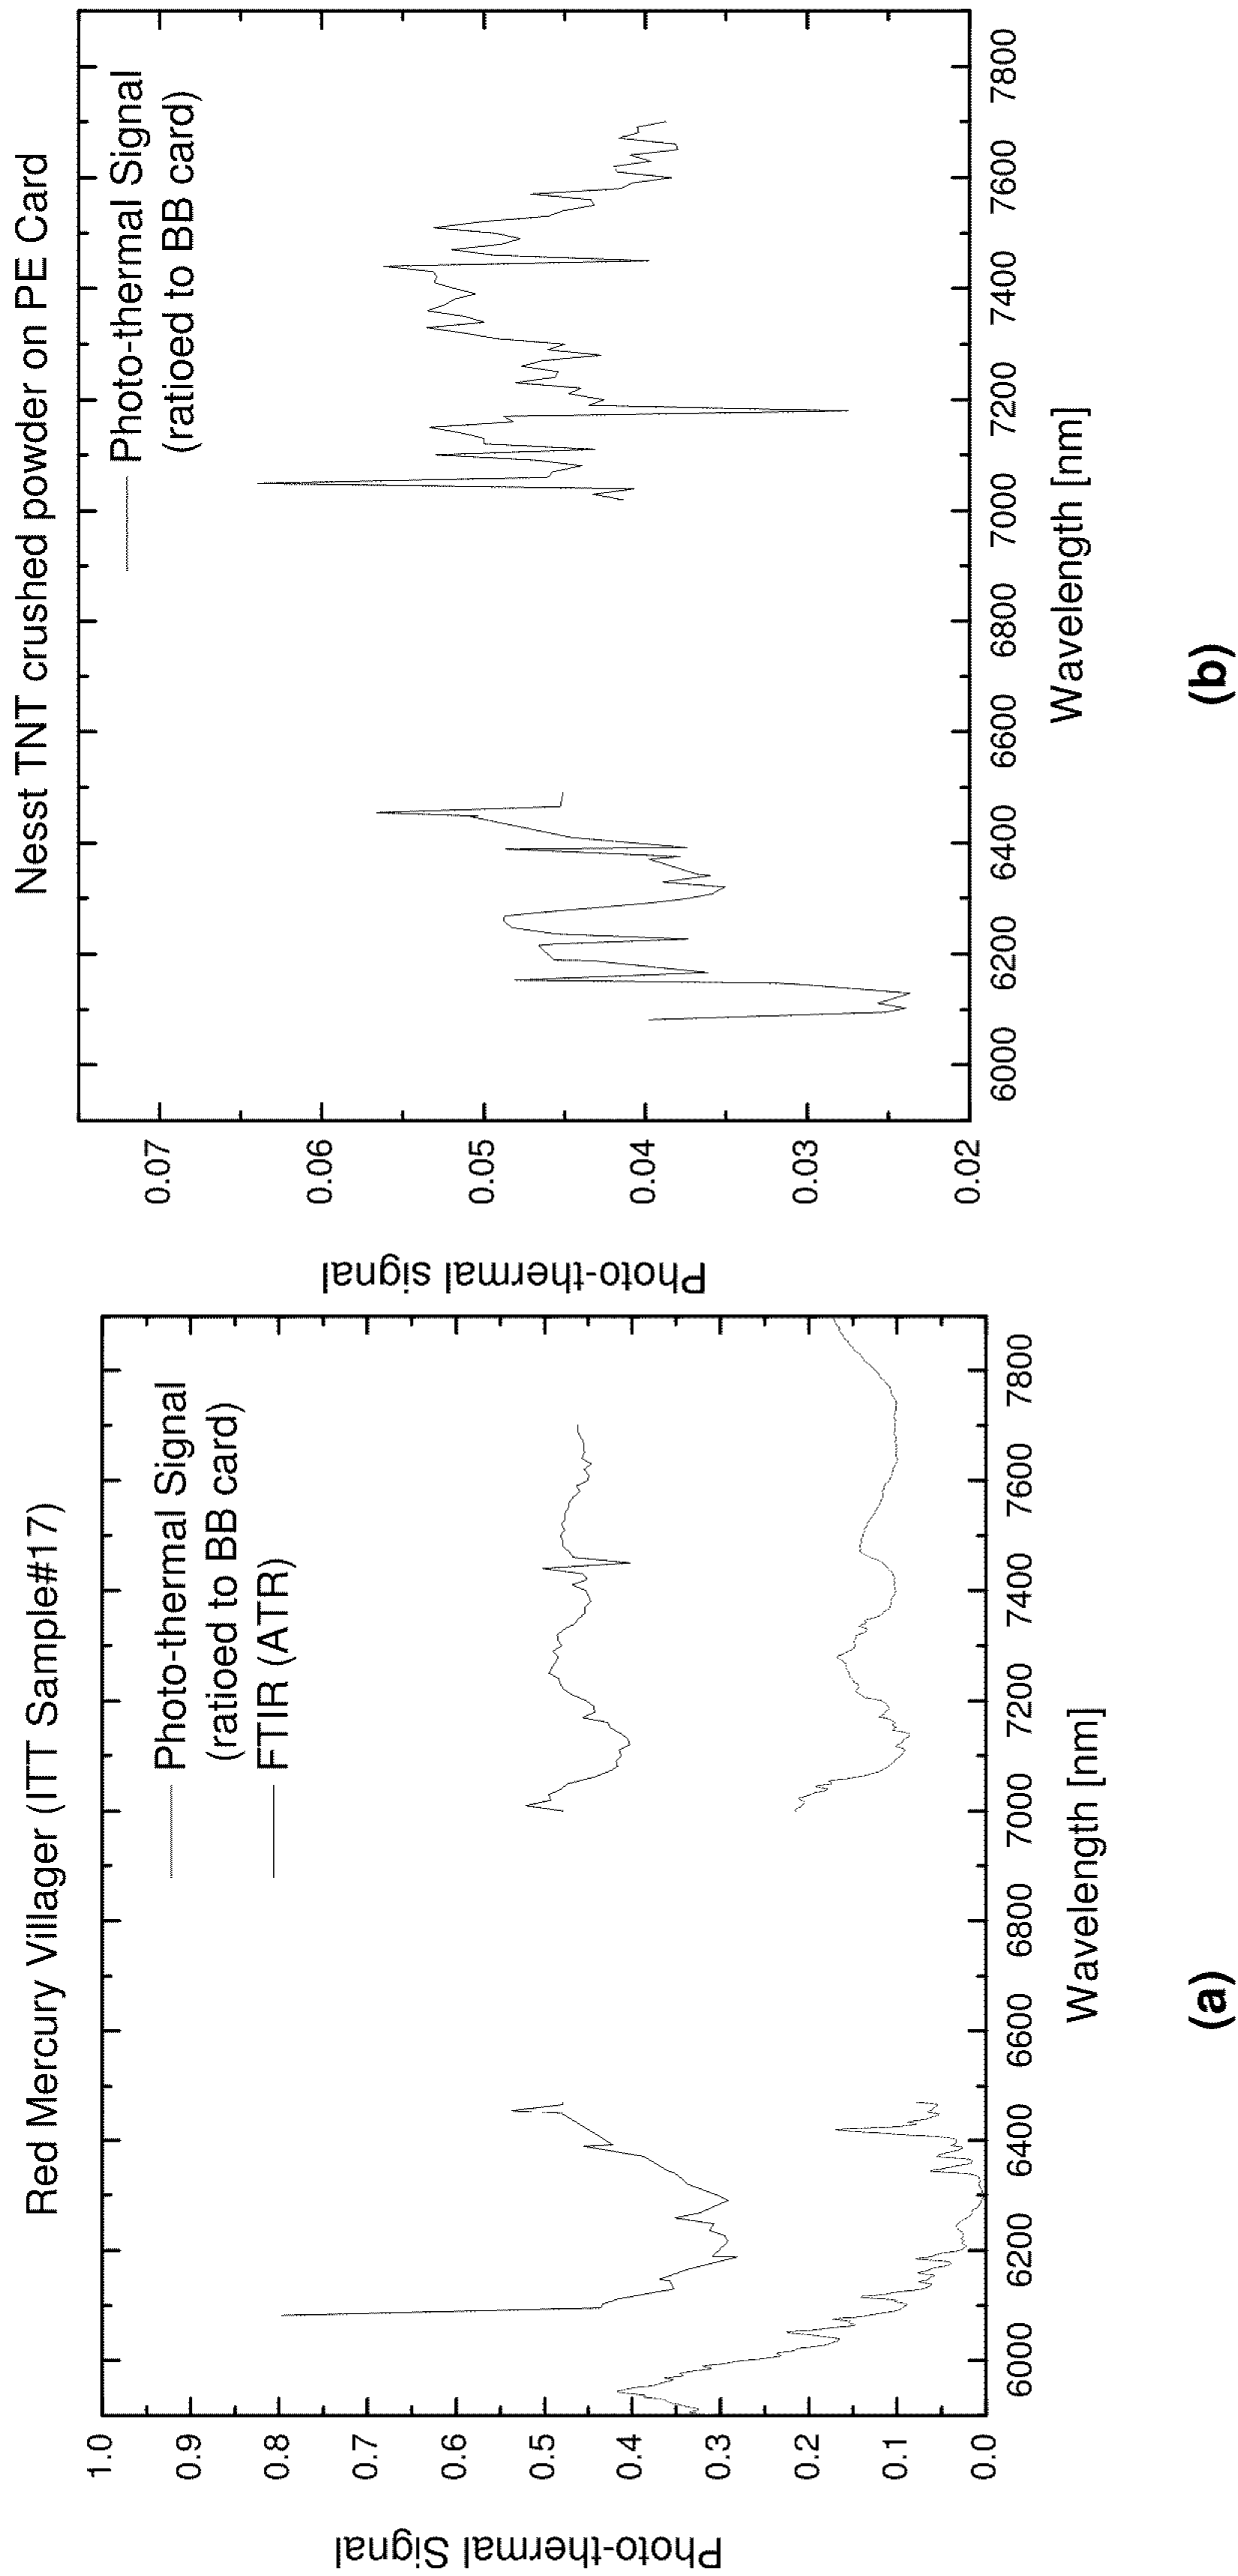 Red Mercury Villager (ITT Sample#17)
Photo-thermal Signal
(ratioed to BB card)
FTIR (ATR)
Photo-thermal Signal
1.0
0.9
0.8
0.7
0.6
0.5
0.4
0.3
0.2
0.1
0.0
6000 6200 6400 6600 6800 7000 7200 7400 7600 7800
Wavelength [nm]
(a)
Nesst TNT crushed powder on PE Card
Photo-thermal Signal
(ratioed to BB card)
Photo-thermal signal
0.07
0.06
0.05
0.04
0.03
0.02
6000 6200 6400 6600 6800 7000 7200 7400 7600 7800
Wavelength [nm]
(b)